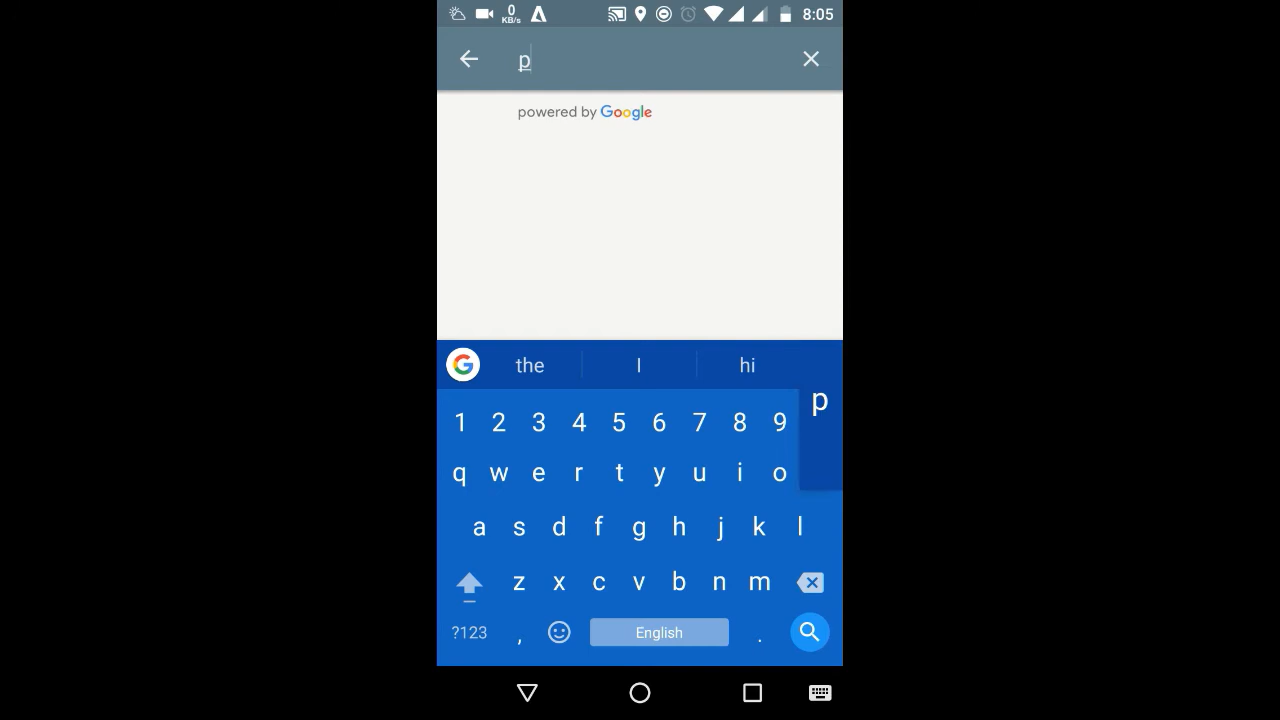 0 KB/s 8:05
p
powered by Google
the I hi
p
1 2 3 4 5 6 7 8 9
q w e r t y u i o
a s d f g h j k l
z x c v b n m
?123 , English .